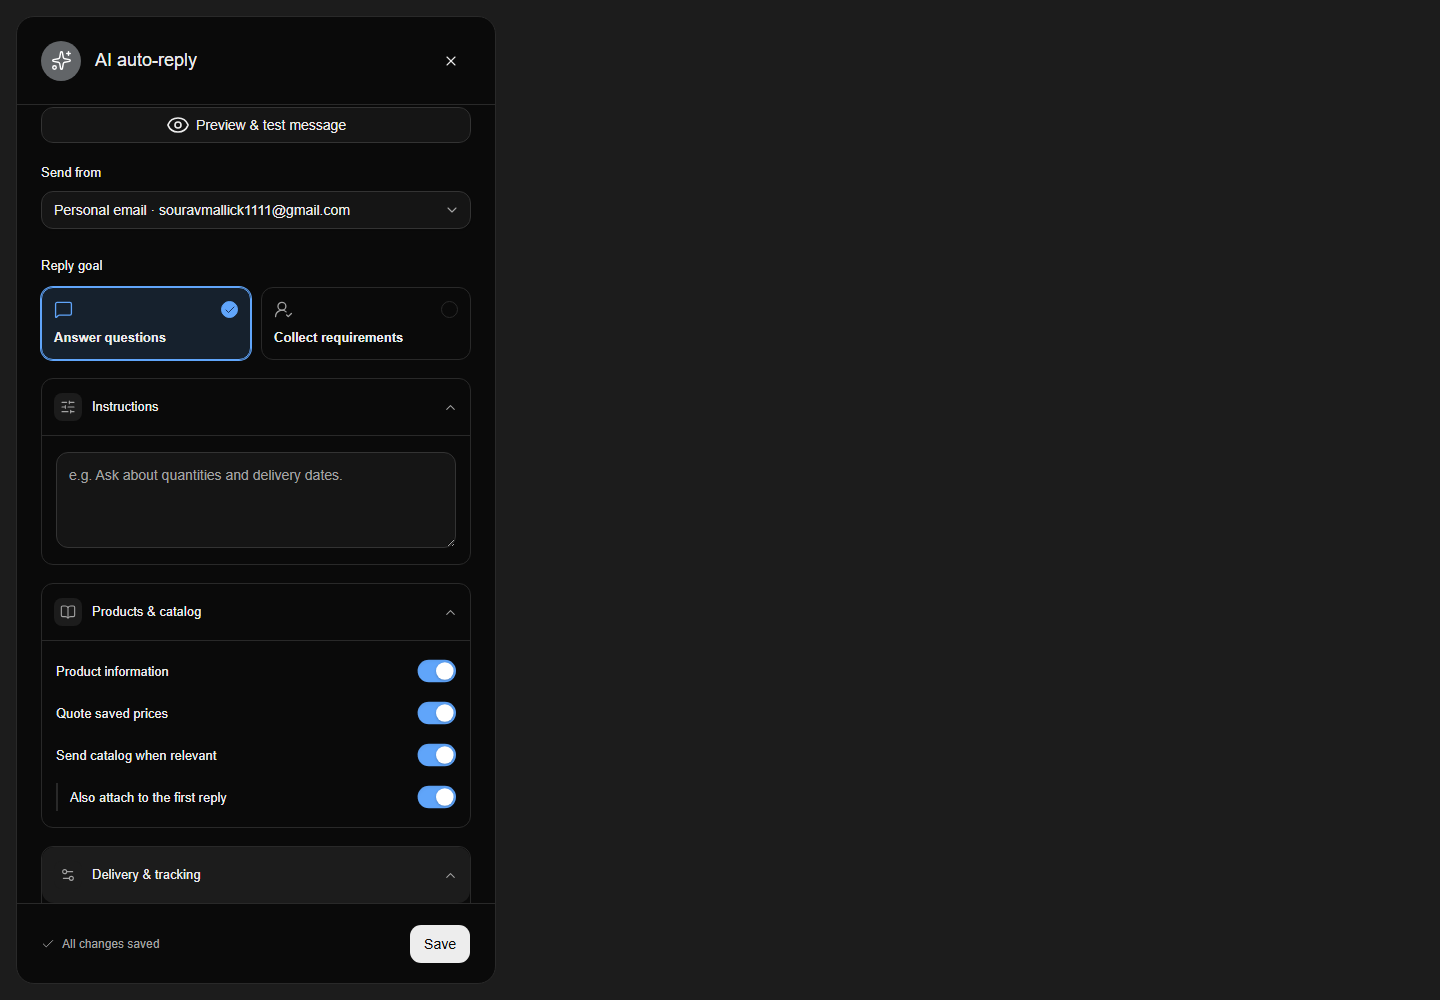 AI auto-reply
Preview & test message
Send from
Personal email · souravmallick1111@gmail.com
Reply goal
Answer questions
Collect requirements
Instructions
e.g. Ask about quantities and delivery dates.
Products & catalog
Product information
Quote saved prices
Send catalog when relevant
Also attach to the first reply
Delivery & tracking
All changes saved
Save